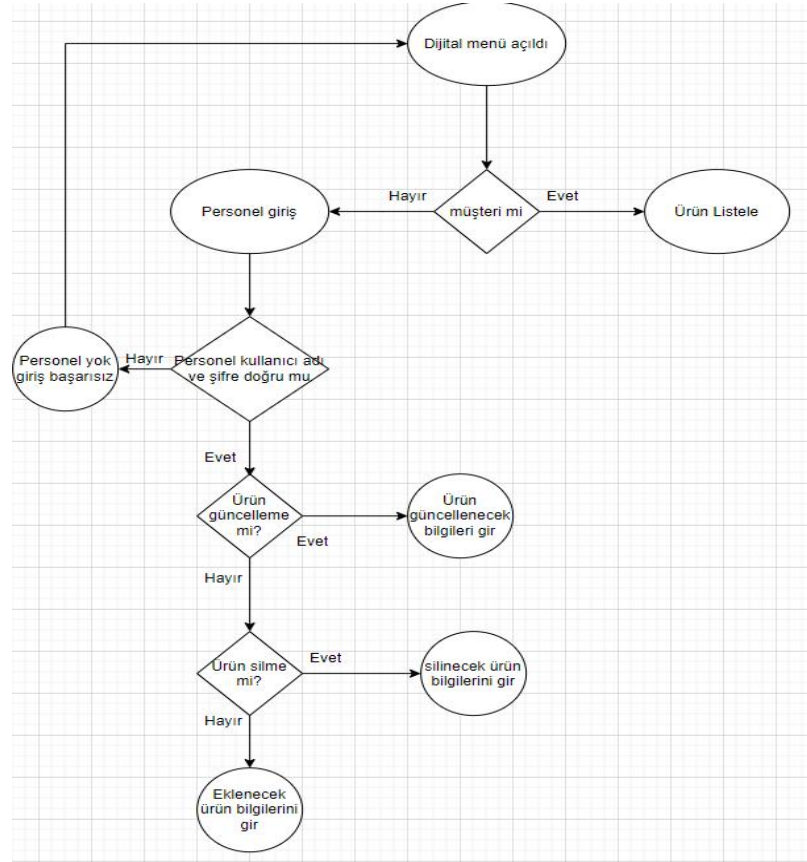 Dijital menü açıldı
Hayır
Evet
Personel giriş
müşteri mi
Ürün Listele
Personel yok
giriş başarısız
Hayır
Personel kullanıcı adı
ve şifre doğru mu
Evet
Ürün
güncelleme
mi?
Evet
Ürün
güncellenecek
bilgileri gir
Hayır
Ürün silme
mi?
Evet
silinecek ürün
bilgilerini gir
Hayır
Eklenecek
ürün bilgilerini
gir